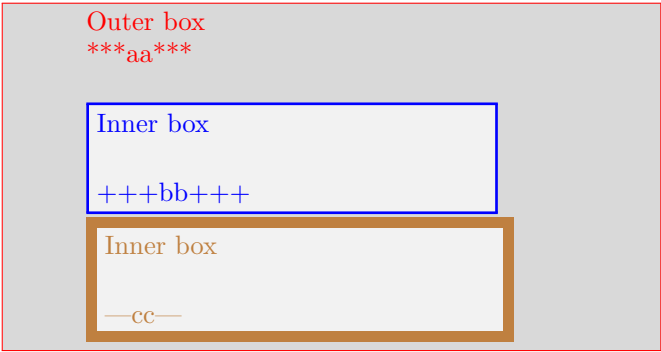 Outer box
***aa***
Inner box
+++bb+++
Inner box
—cc—